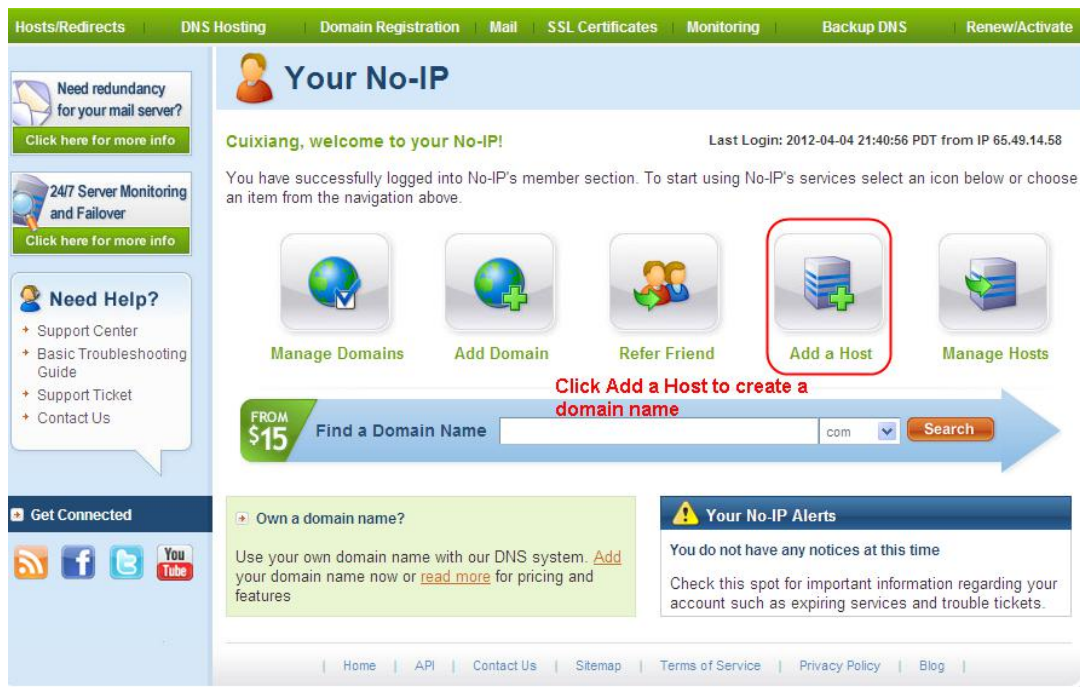 Hosts/Redirects DNS Hosting Domain Registration Mail SSL Certificates Monitoring Backup DNS Renew/Activate
Need redundancy
for your mail server?
Click here for more info
24/7 Server Monitoring
and Failover
Click here for more info
Need Help?
Support Center
Basic Troubleshooting
Guide
Support Ticket
Contact Us
Get Connected
You
Tube
Your No-IP
Cuixiang, welcome to your No-IP!
Last Login: 2012-04-04 21:40:56 PDT from IP 65.49.14.58
You have successfully logged into No-IP's member section. To start using No-IP's services select an icon below or choose
an item from the navigation above.
Manage Domains Add Domain Refer Friend Add a Host Manage Hosts
Click Add a Host to create a
domain name
FROM
$15
Find a Domain Name com Search
Own a domain name?
Use your own domain name with our DNS system. Add
your domain name now or read more for pricing and
features
Your No-IP Alerts
You do not have any notices at this time
Check this spot for important information regarding your
account such as expiring services and trouble tickets.
| Home | API | Contact Us | Sitemap | Terms of Service | Privacy Policy | Blog |